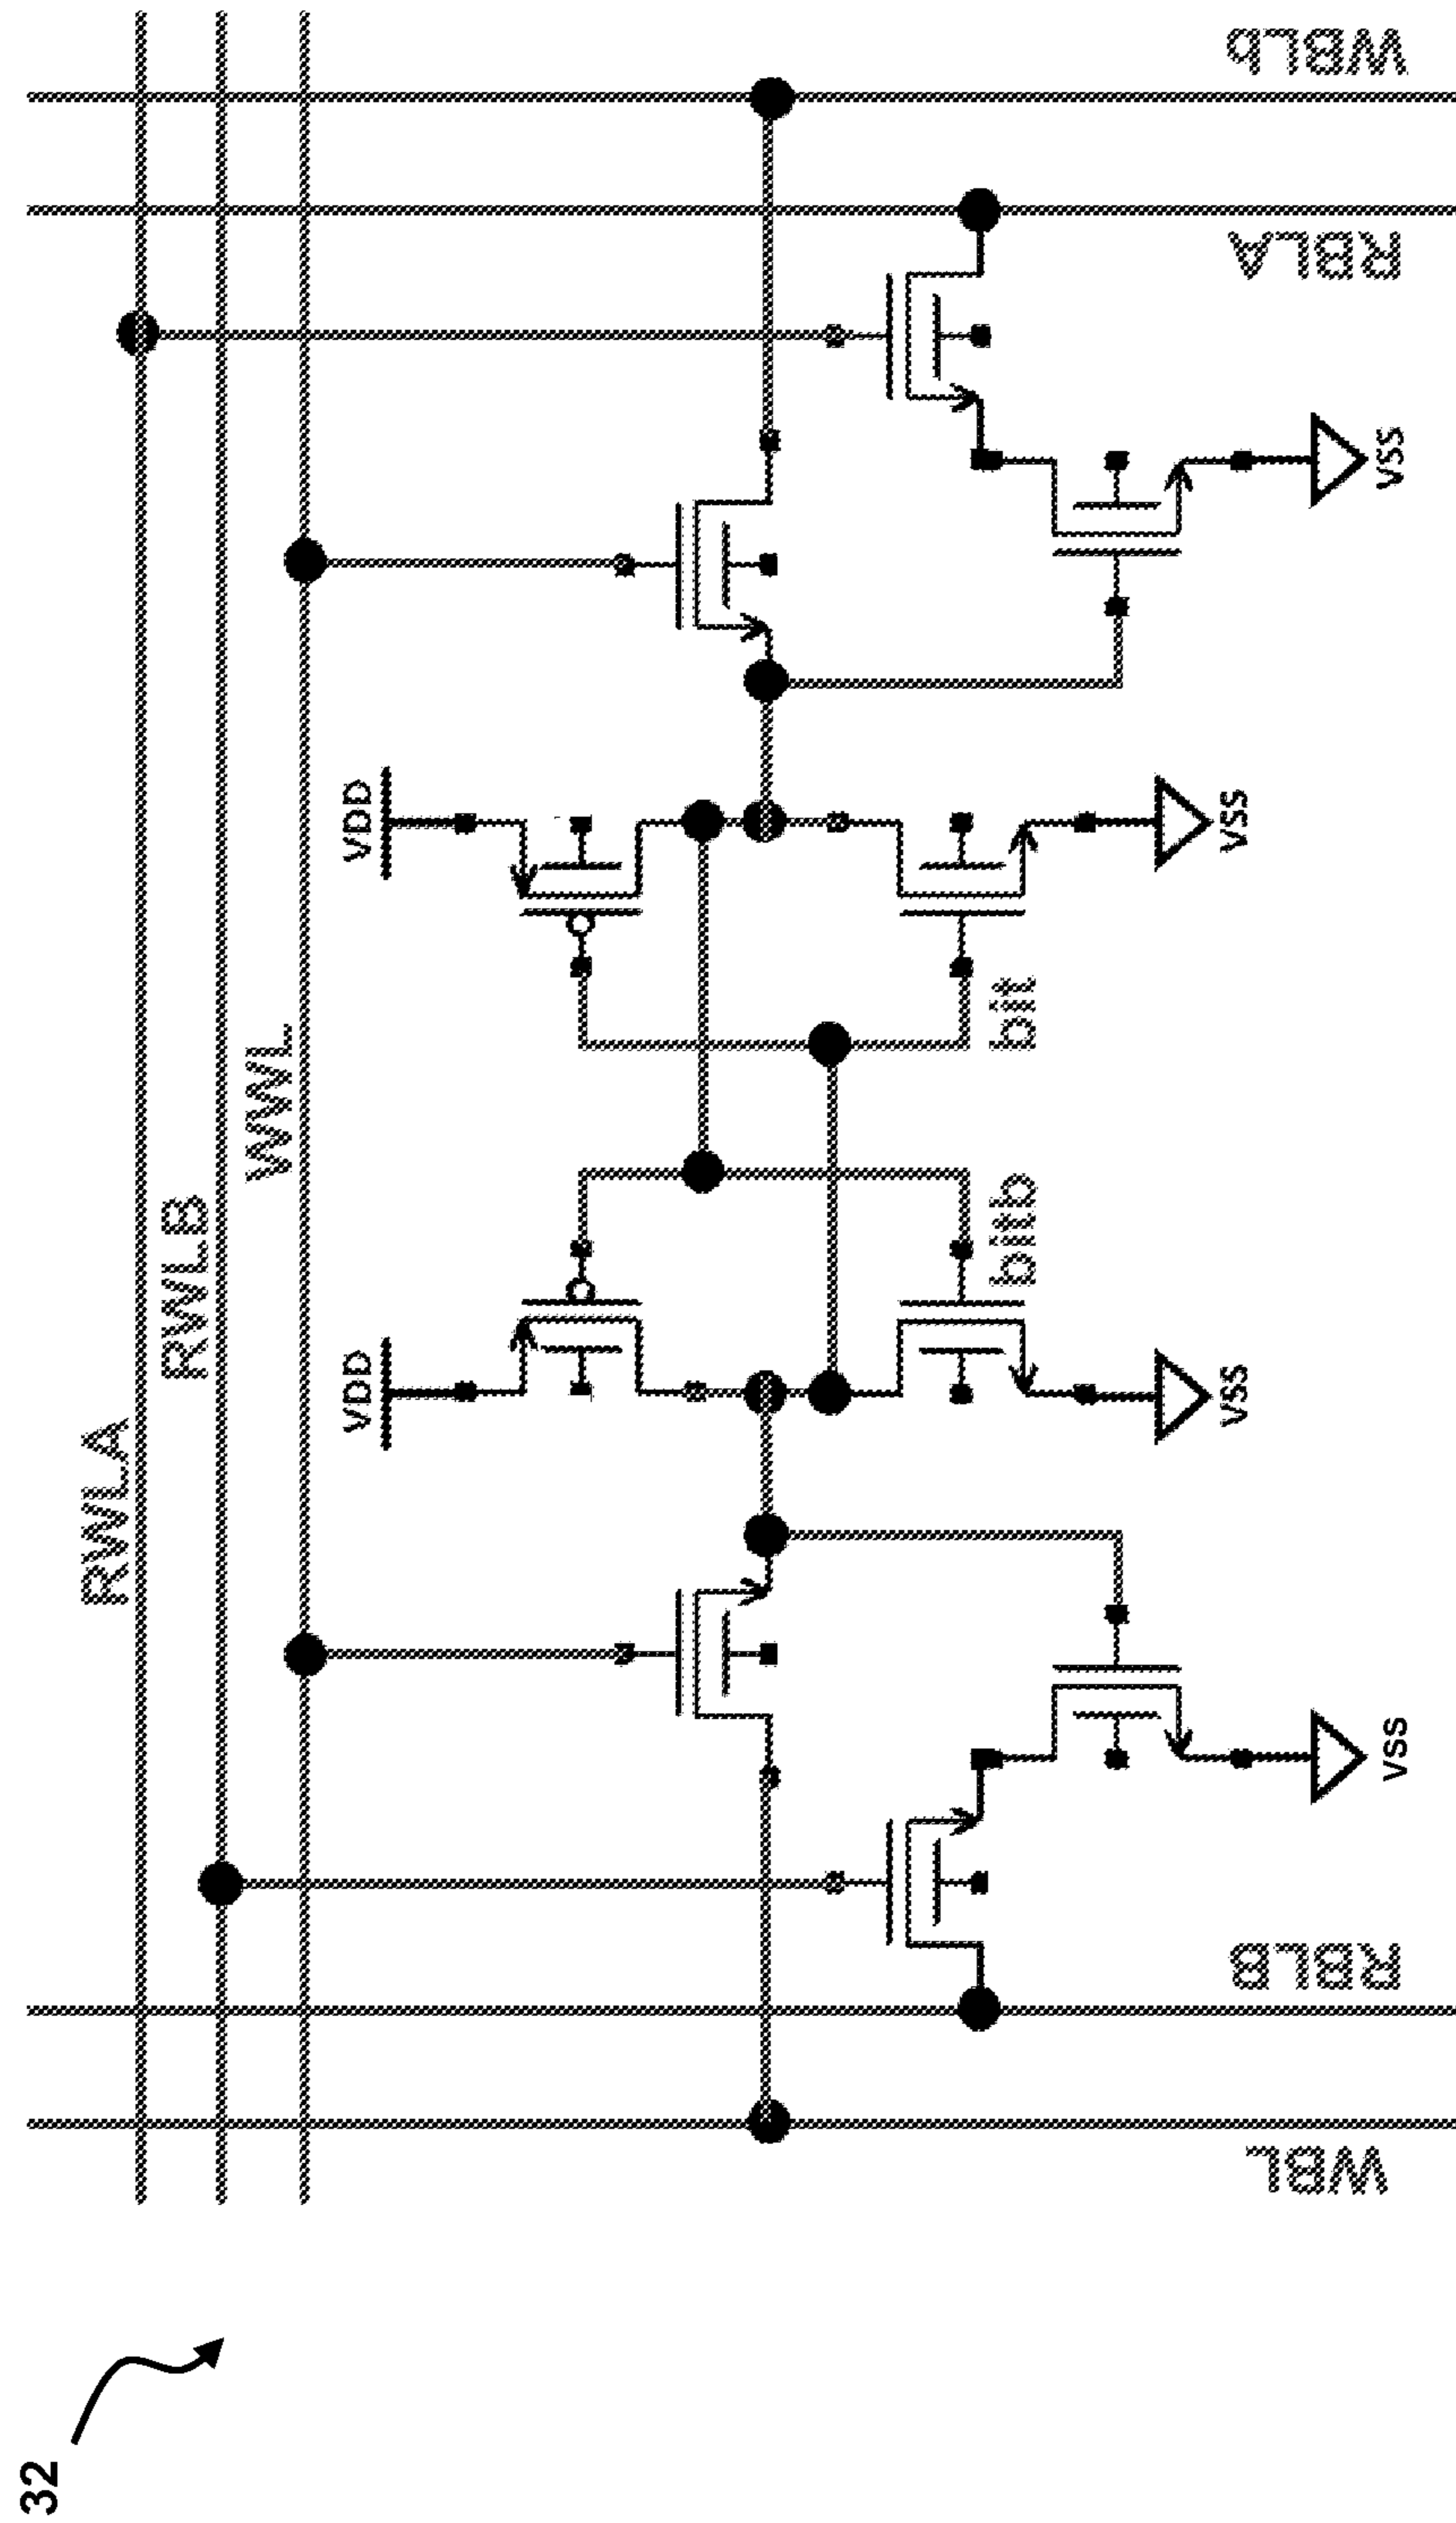 RWLA
RWLB
WWL
VDD
VDD
bitb
bit
VSS
VSS
VSS
VSS
WBL
RBLB
RBLA
WBLb
32